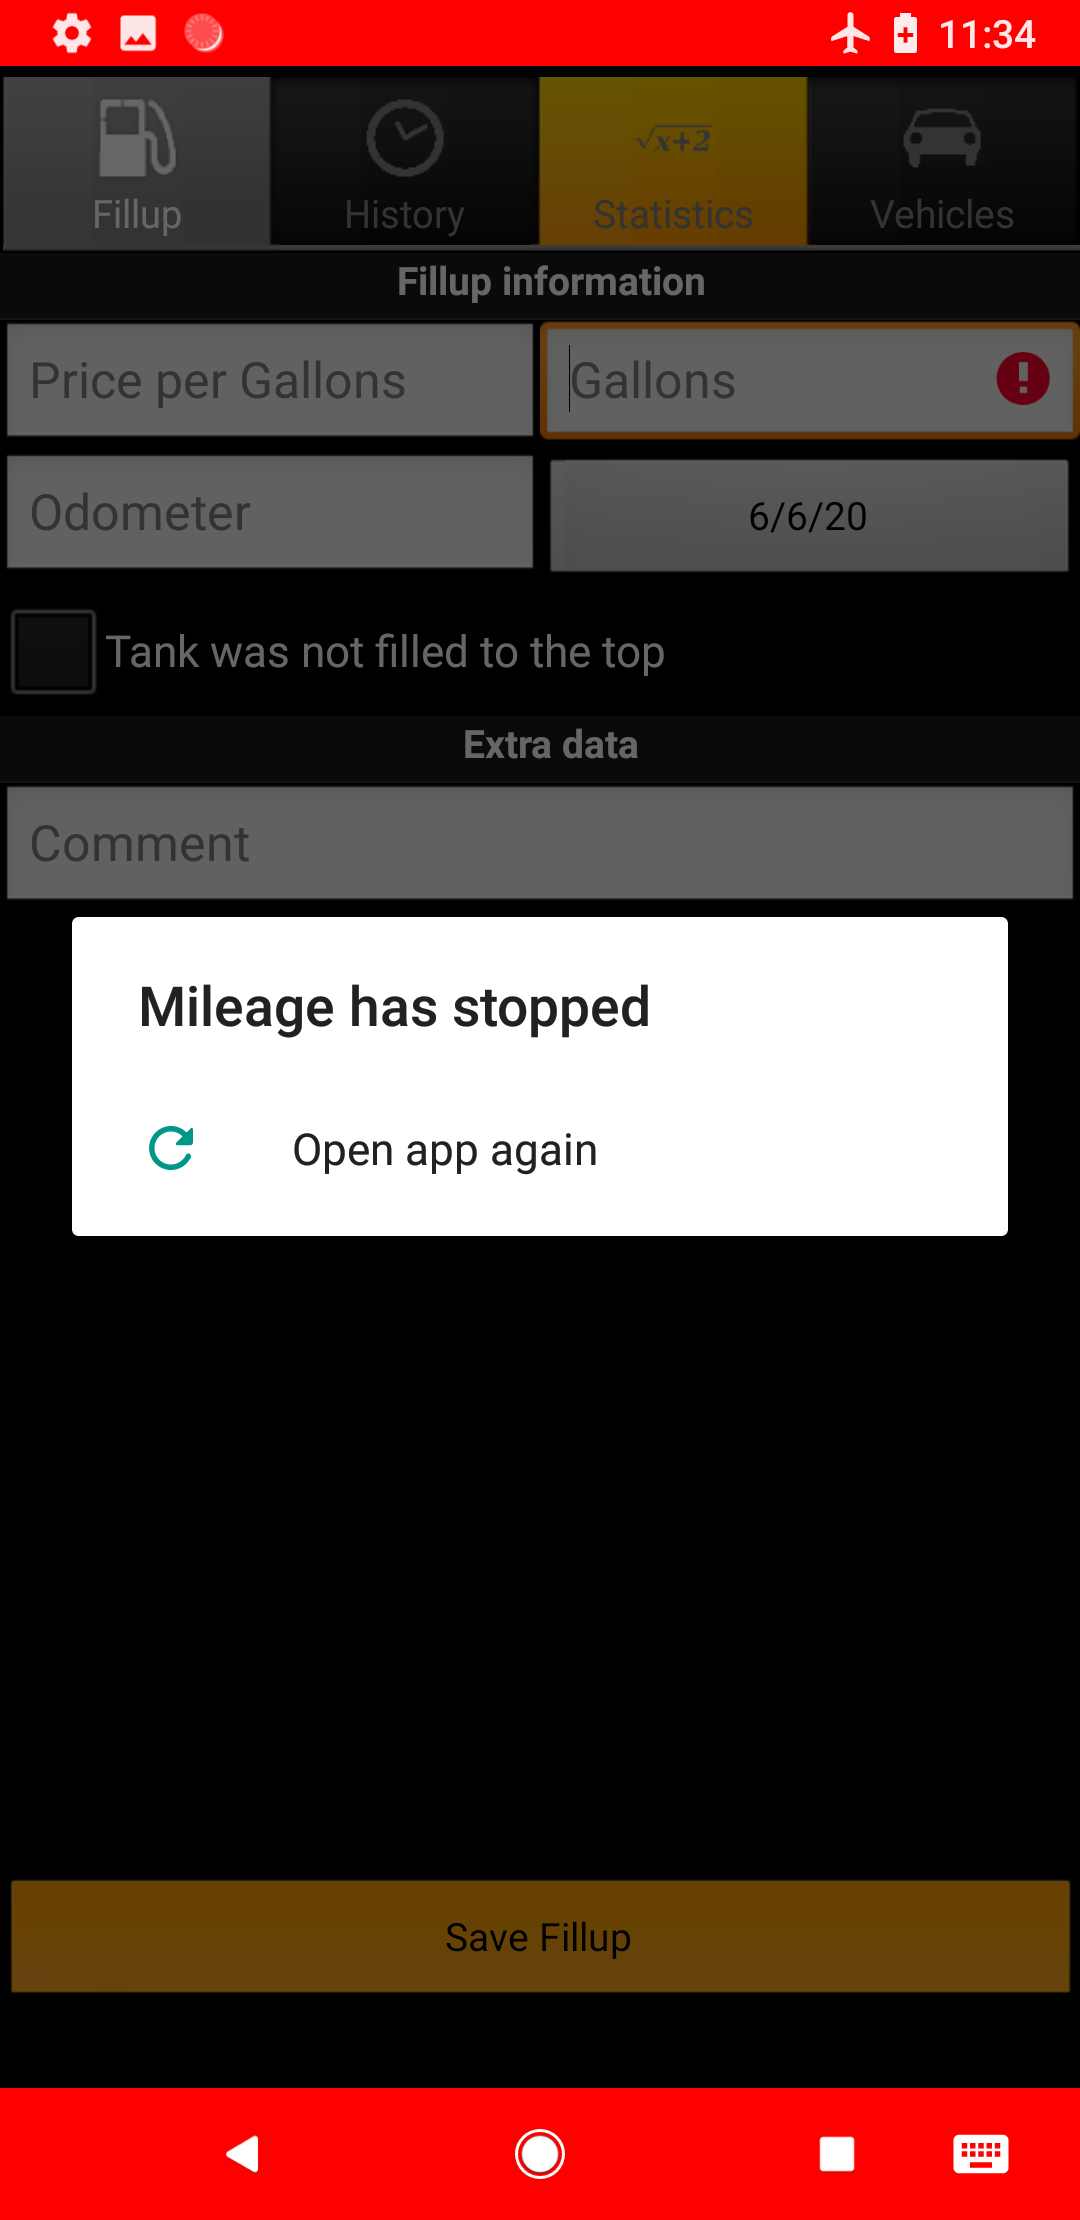 11:34
√x+2
Fillup History Statistics Vehicles
Fillup information
Price per Gallons Gallons
Odometer 6/6/20
Tank was not filled to the top
Extra data
Comment
Mileage has stopped
Open app again
Save Fillup